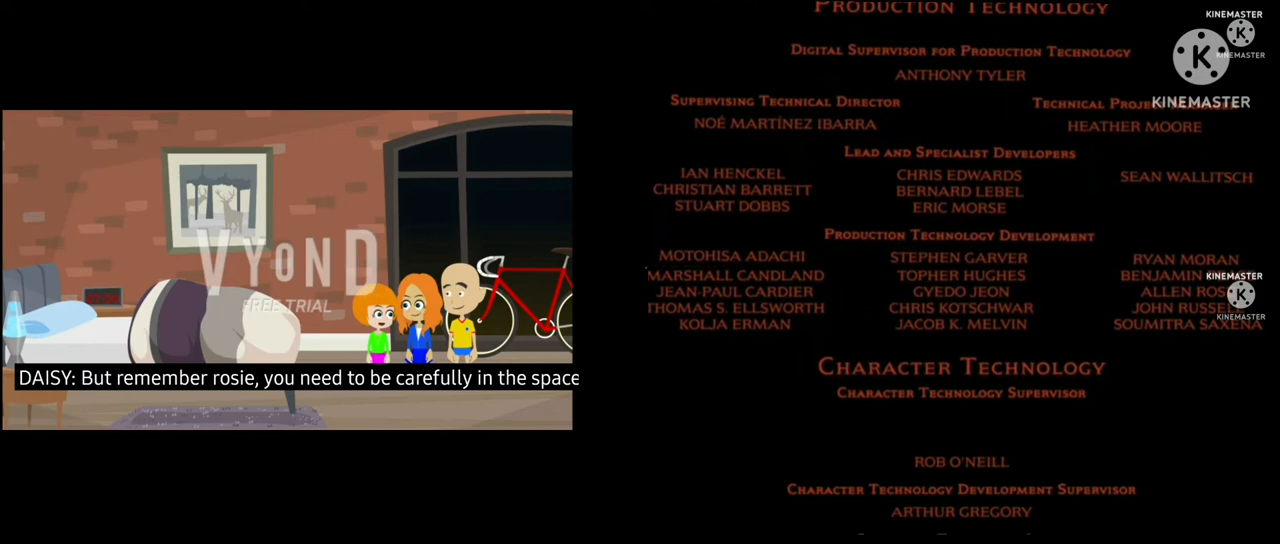 VYOND
FREE TRIAL
DAISY: But remember rosie, you need to be carefully in the space
PRODUCTION TECHNOLOGY
DIGITAL SUPERVISOR FOR PRODUCTION TECHNOLOGY
ANTHONY TYLER
SUPERVISING TECHNICAL DIRECTOR
NOÉ MARTÍNEZ IBARRA
TECHNICAL
HEATHER MOORE
LEAD AND SPECIALIST DEVELOPERS
IAN HENCKEL
CHRISTIAN BARRETT
STUART DOBBS
CHRIS EDWARDS
BERNARD LEBEL
ERIC MORSE
SEAN WALLITSCH
PRODUCTION TECHNOLOGY DEVELOPMENT
MOTOHISA ADACHI
MARSHALL CANDLAND
JEAN-PAUL CARDIER
THOMAS S. ELLSWORTH
KOLJA ERMAN
STEPHEN GARVER
TOPHER HUGHES
GYEDO JEON
CHRIS KOTSCHWAR
JACOB K. MELVIN
RYAN MORAN
BENJAMIN
ALLEN
JOHN RUSSELL
SOUMITRA SAXENA
CHARACTER TECHNOLOGY
CHARACTER TECHNOLOGY SUPERVISOR
ROB O'NEILL
CHARACTER TECHNOLOGY DEVELOPMENT SUPERVISOR
ARTHUR GREGORY
KINEMASTER
K
KINEMASTER
K
KINEMASTER
KINEMASTER
K
KINEMASTER